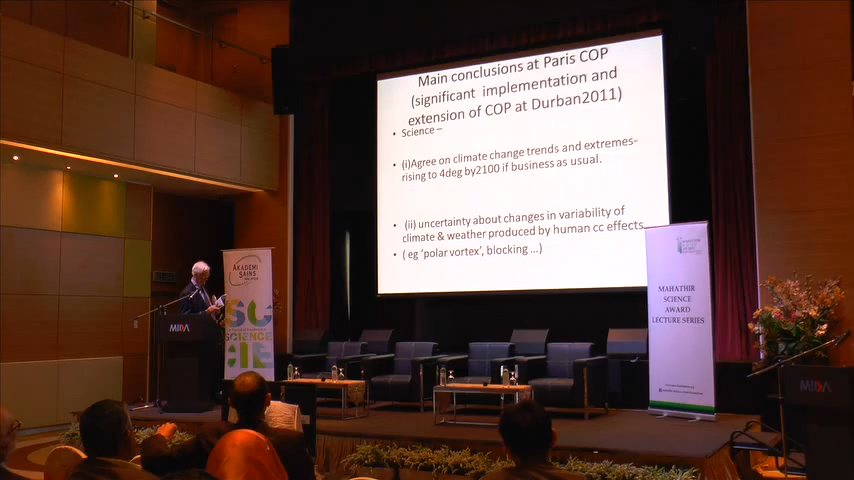 Main conclusions at Paris COP
(significant implementation and
extension of COP at Durban2011)
• Science –
• (i)Agree on climate change trends and extremes-
rising to 4deg by2100 if business as usual.
• (ii) uncertainty about changes in variability of
climate & weather produced by human cc effects
• ( eg ‘polar vortex’, blocking ...)
AKADEMI
SAINS
SCIENCE
MIDA
MAHATHIR
SCIENCE
AWARD
LECTURE SERIES
MIDA